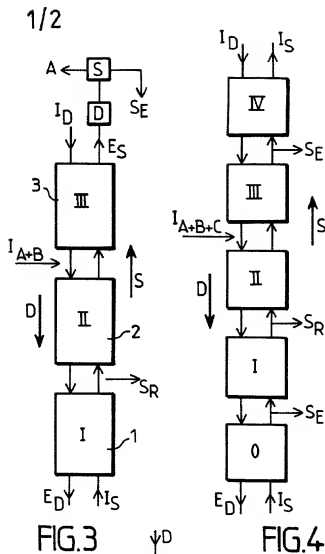 1/2
A S
S_E
D
I_D E_S
3 III
I_A+B
D S
II
2
S_R
I
1
E_D I_S
FIG.3
D
I_D I_S
IV
S_E
III
I_A+B+C
S
D
II
S_R
I
S_E
0
E_D I_S
FIG.4